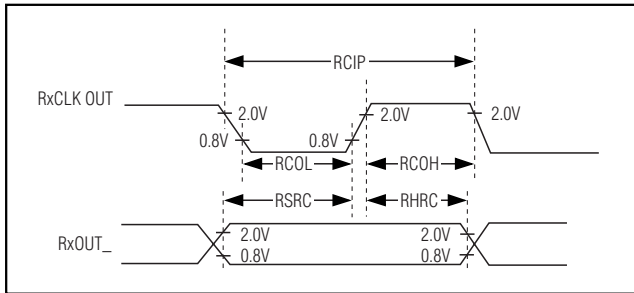 RCIP
RxCLK OUT
2.0V
2.0V
2.0V
0.8V
0.8V
RCOL
RCOH
RSRC
RHRC
RxOUT_
2.0V
2.0V
0.8V
0.8V